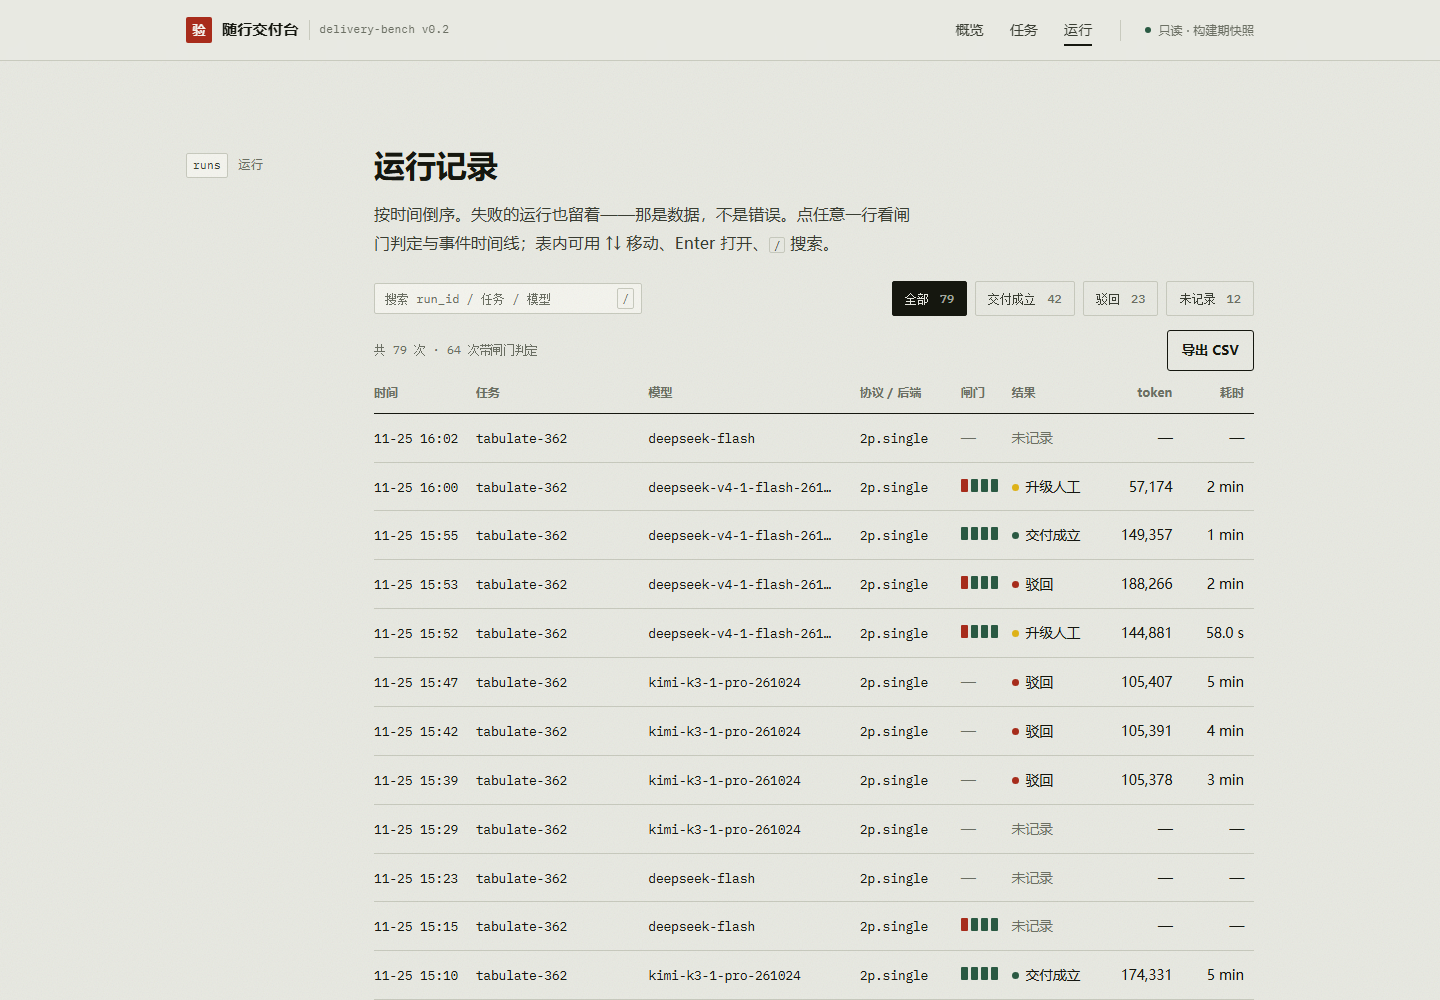 验 随行交付台 delivery-bench v0.2 概览 任务 运行 只读 · 构建期快照
runs 运行
运行记录
按时间倒序。失败的运行也留着——那是数据，不是错误。点任意一行看闸
门判定与事件时间线；表内可用 ↑↓ 移动、Enter 打开、 / 搜索。
搜索 run_id / 任务 / 模型 / 全部 79 交付成立 42 驳回 23 未记录 12
共 79 次 · 64 次带闸门判定 导出 CSV
时间 任务 模型 协议 / 后端 闸门 结果 token 耗时
11-25 16:02 tabulate-362 deepseek-flash 2p.single — 未记录 — —
11-25 16:00 tabulate-362 deepseek-v4-1-flash-261… 2p.single 升级人工 57,174 2 min
11-25 15:55 tabulate-362 deepseek-v4-1-flash-261… 2p.single 交付成立 149,357 1 min
11-25 15:53 tabulate-362 deepseek-v4-1-flash-261… 2p.single 驳回 188,266 2 min
11-25 15:52 tabulate-362 deepseek-v4-1-flash-261… 2p.single 升级人工 144,881 58.0 s
11-25 15:47 tabulate-362 kimi-k3-1-pro-261024 2p.single — 驳回 105,407 5 min
11-25 15:42 tabulate-362 kimi-k3-1-pro-261024 2p.single — 驳回 105,391 4 min
11-25 15:39 tabulate-362 kimi-k3-1-pro-261024 2p.single — 驳回 105,378 3 min
11-25 15:29 tabulate-362 kimi-k3-1-pro-261024 2p.single — 未记录 — —
11-25 15:23 tabulate-362 deepseek-flash 2p.single — 未记录 — —
11-25 15:15 tabulate-362 deepseek-flash 2p.single 未记录 — —
11-25 15:10 tabulate-362 kimi-k3-1-pro-261024 2p.single 交付成立 174,331 5 min